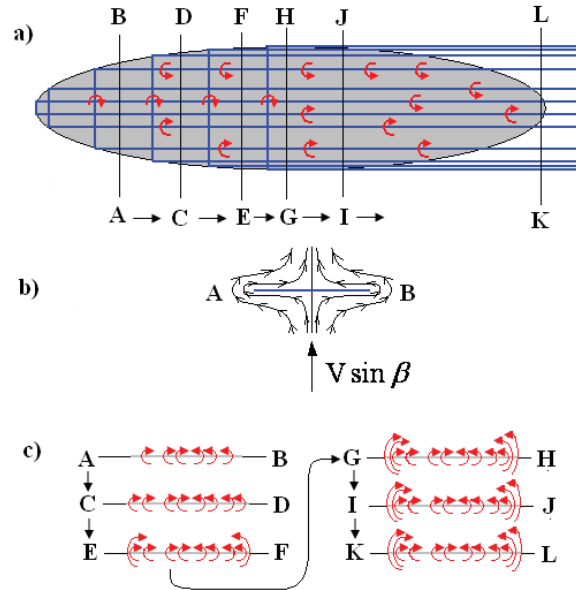 a) B D F H J L
A → C → E → G → I →
K
b) A B
V sin β
c) A B G H
C D I J
E F K L